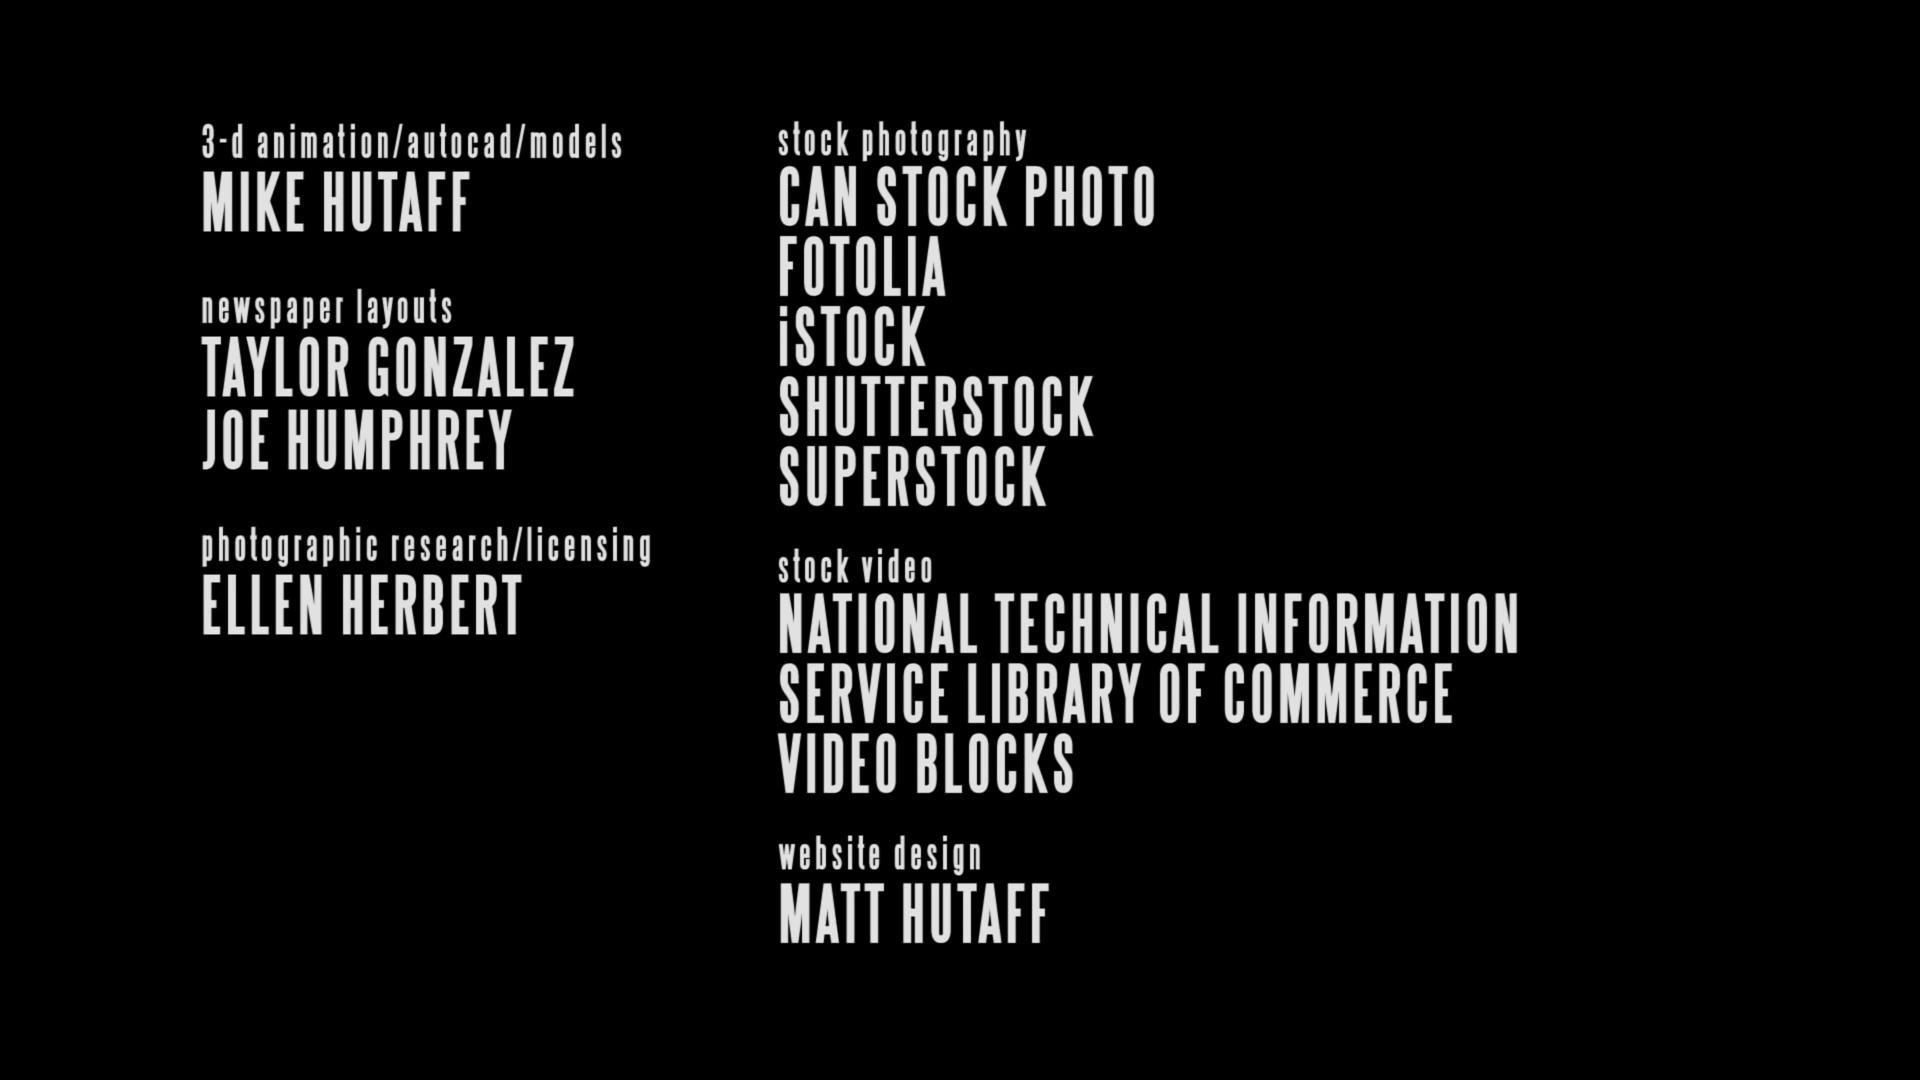 3-d animation/autocad/models
MIKE HUTAFF
newspaper layouts
TAYLOR GONZALEZ
JOE HUMPHREY
photographic research/licensing
ELLEN HERBERT
stock photography
CAN STOCK PHOTO
FOTOLIA
iSTOCK
SHUTTERSTOCK
SUPERSTOCK
stock video
NATIONAL TECHNICAL INFORMATION
SERVICE LIBRARY OF COMMERCE
VIDEO BLOCKS
website design
MATT HUTAFF